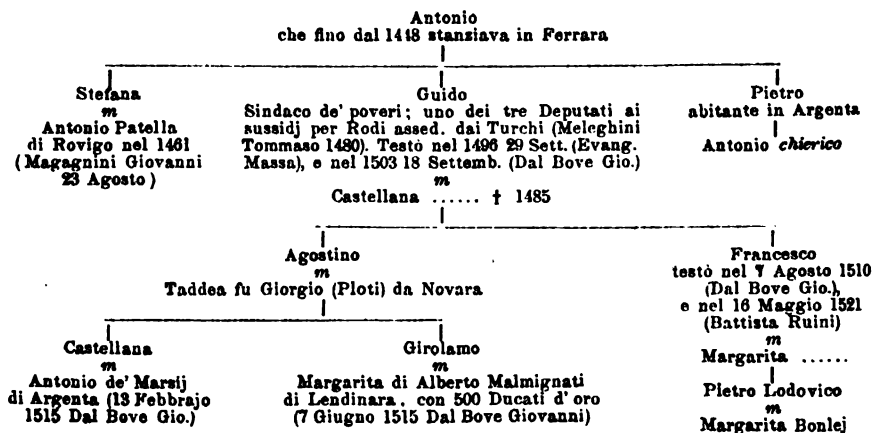 Antonio
che fino dal 1448 stanziava in Ferrara
Stefana
m
Antonio Patella
di Rovigo nel 1461
(Magagnini Giovanni
23 Agosto)
Guido
Sindaco de' poveri; uno dei tre Deputati ai
sussidj per Rodi assed. dai Turchi (Meleghini
Tommaso 1480). Testò nel 1496 29 Sett. (Evang.
Massa), e nel 1503 18 Settemb. (Dal Bove Gio.)
m
Castellana ...... † 1485
Pietro
abitante in Argenta
Antonio chierico
Agostino
m
Taddea fu Giorgio (Ploti) da Novara
Francesco
testò nel 7 Agosto 1510
(Dal Bove Gio.),
e nel 16 Maggio 1521
(Battista Ruini)
m
Margarita ......
Pietro Lodovico
m
Margarita Bonlej
Castellana
m
Antonio de' Marsij
di Argenta (13 Febbrajo
1515 Dal Bove Gio.)
Girolamo
m
Margarita di Alberto Malmignati
di Lendinara, con 500 Ducati d'oro
(7 Giugno 1515 Dal Bove Giovanni)